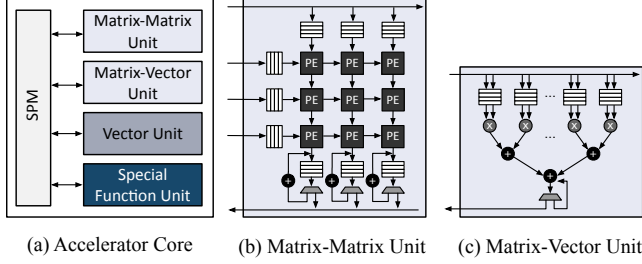 SPM
Matrix-Matrix
Unit
Matrix-Vector
Unit
Vector Unit
Special
Function Unit
(a) Accelerator Core
PE PE PE
PE PE PE
PE PE PE
+ + +
(b) Matrix-Matrix Unit
...
X X ... X X
+ +
+
(c) Matrix-Vector Unit